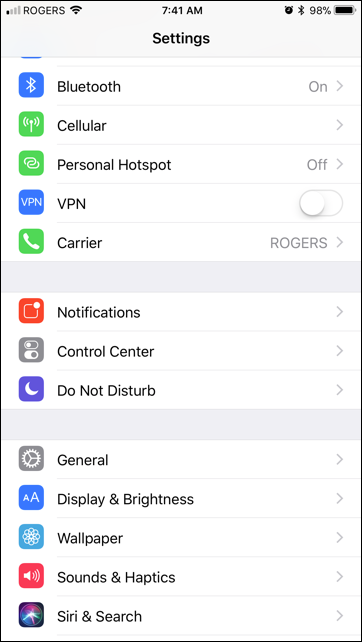 ROGERS 7:41 AM 98%
Settings
Bluetooth On
Cellular
Personal Hotspot Off
VPN VPN
Carrier ROGERS
Notifications
Control Center
Do Not Disturb
General
AA Display & Brightness
Wallpaper
Sounds & Haptics
Siri & Search